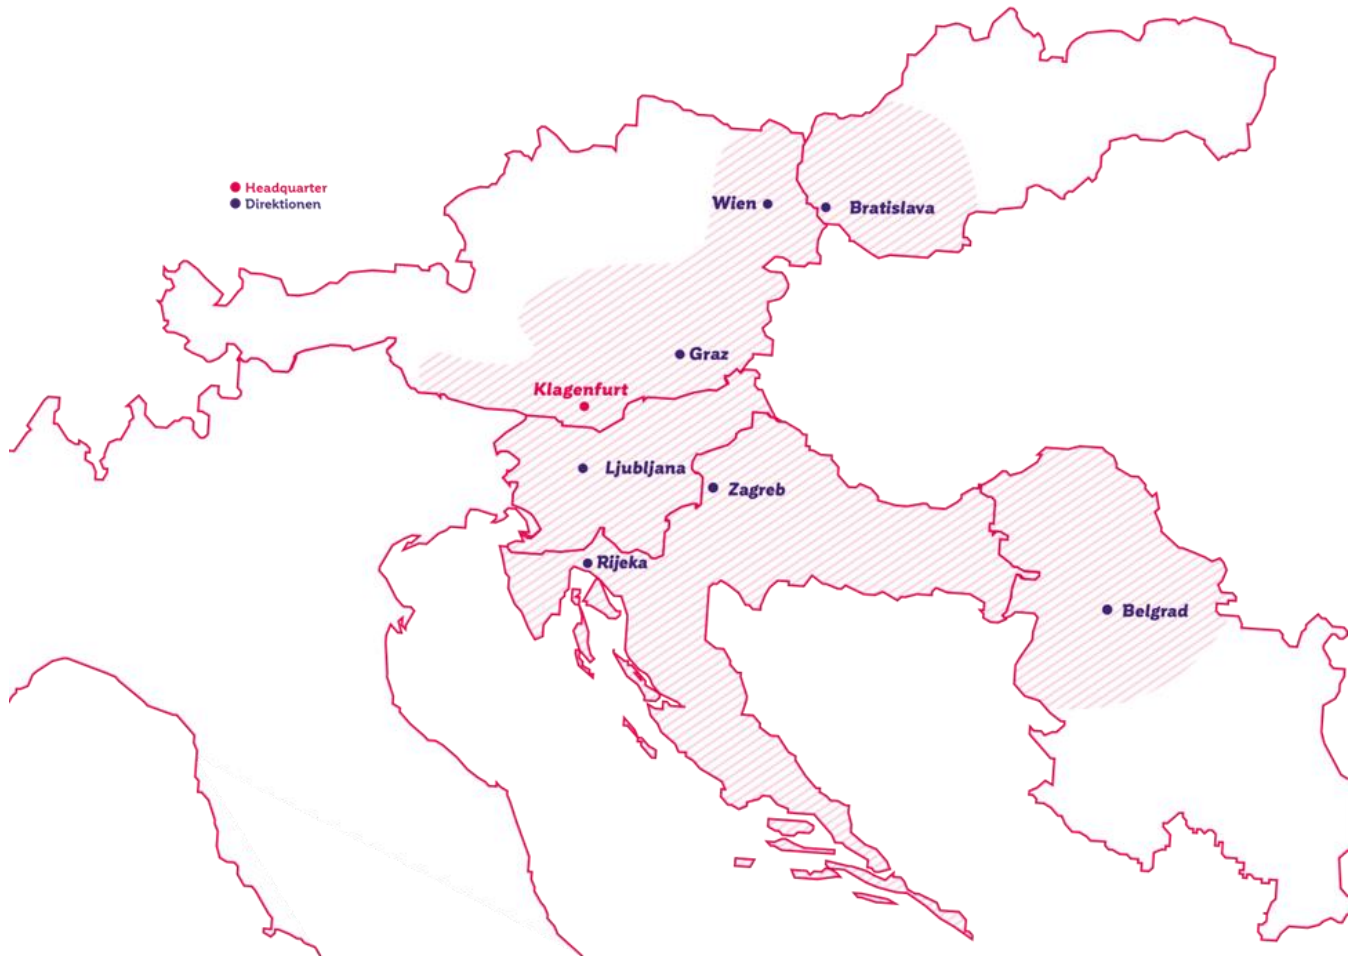 Headquarter
Direktionen
Wien
Bratislava
Graz
Klagenfurt
Ljubljana
Zagreb
Rijeka
Belgrad